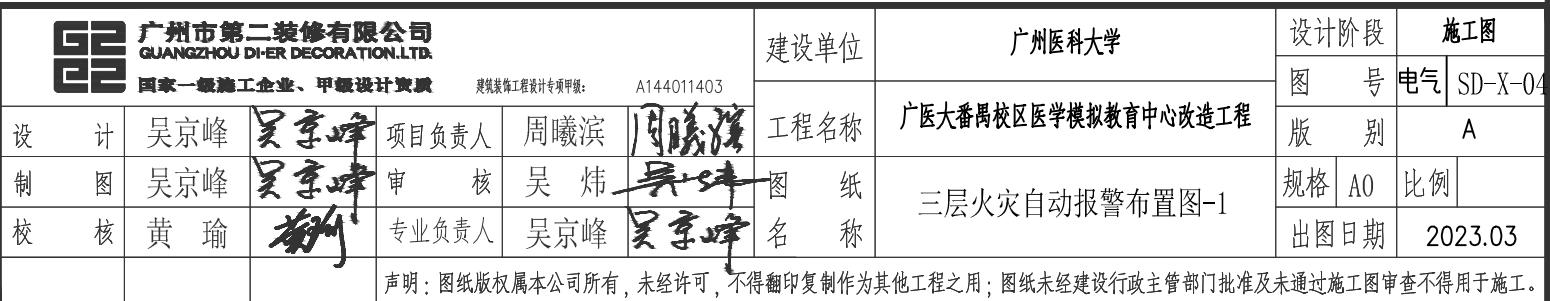 广州市第二装修有限公司
GUANGZHOU DI-ER DECORATION.LTD.
国家一级施工企业、甲级设计资质 建筑装饰工程设计专项甲级: A144011403
建设单位 广州医科大学
设计阶段 施工图
图 号 电气 SD-X-04
设 计 吴京峰 吴京峰 项目负责人 周曦滨 周曦滨
工程名称 广医大番禺校区医学模拟教育中心改造工程
版 别 A
制 图 吴京峰 吴京峰 审 核 吴 炜 吴炜
图 纸 名 称 三层火灾自动报警布置图-1
规格 A0 比例
校 核 黄 瑜 黄瑜 专业负责人 吴京峰 吴京峰
出图日期 2023.03
声明：图纸版权属本公司所有，未经许可，不得翻印复制作为其他工程之用；图纸未经建设行政主管部门批准及未通过施工图审查不得用于施工。